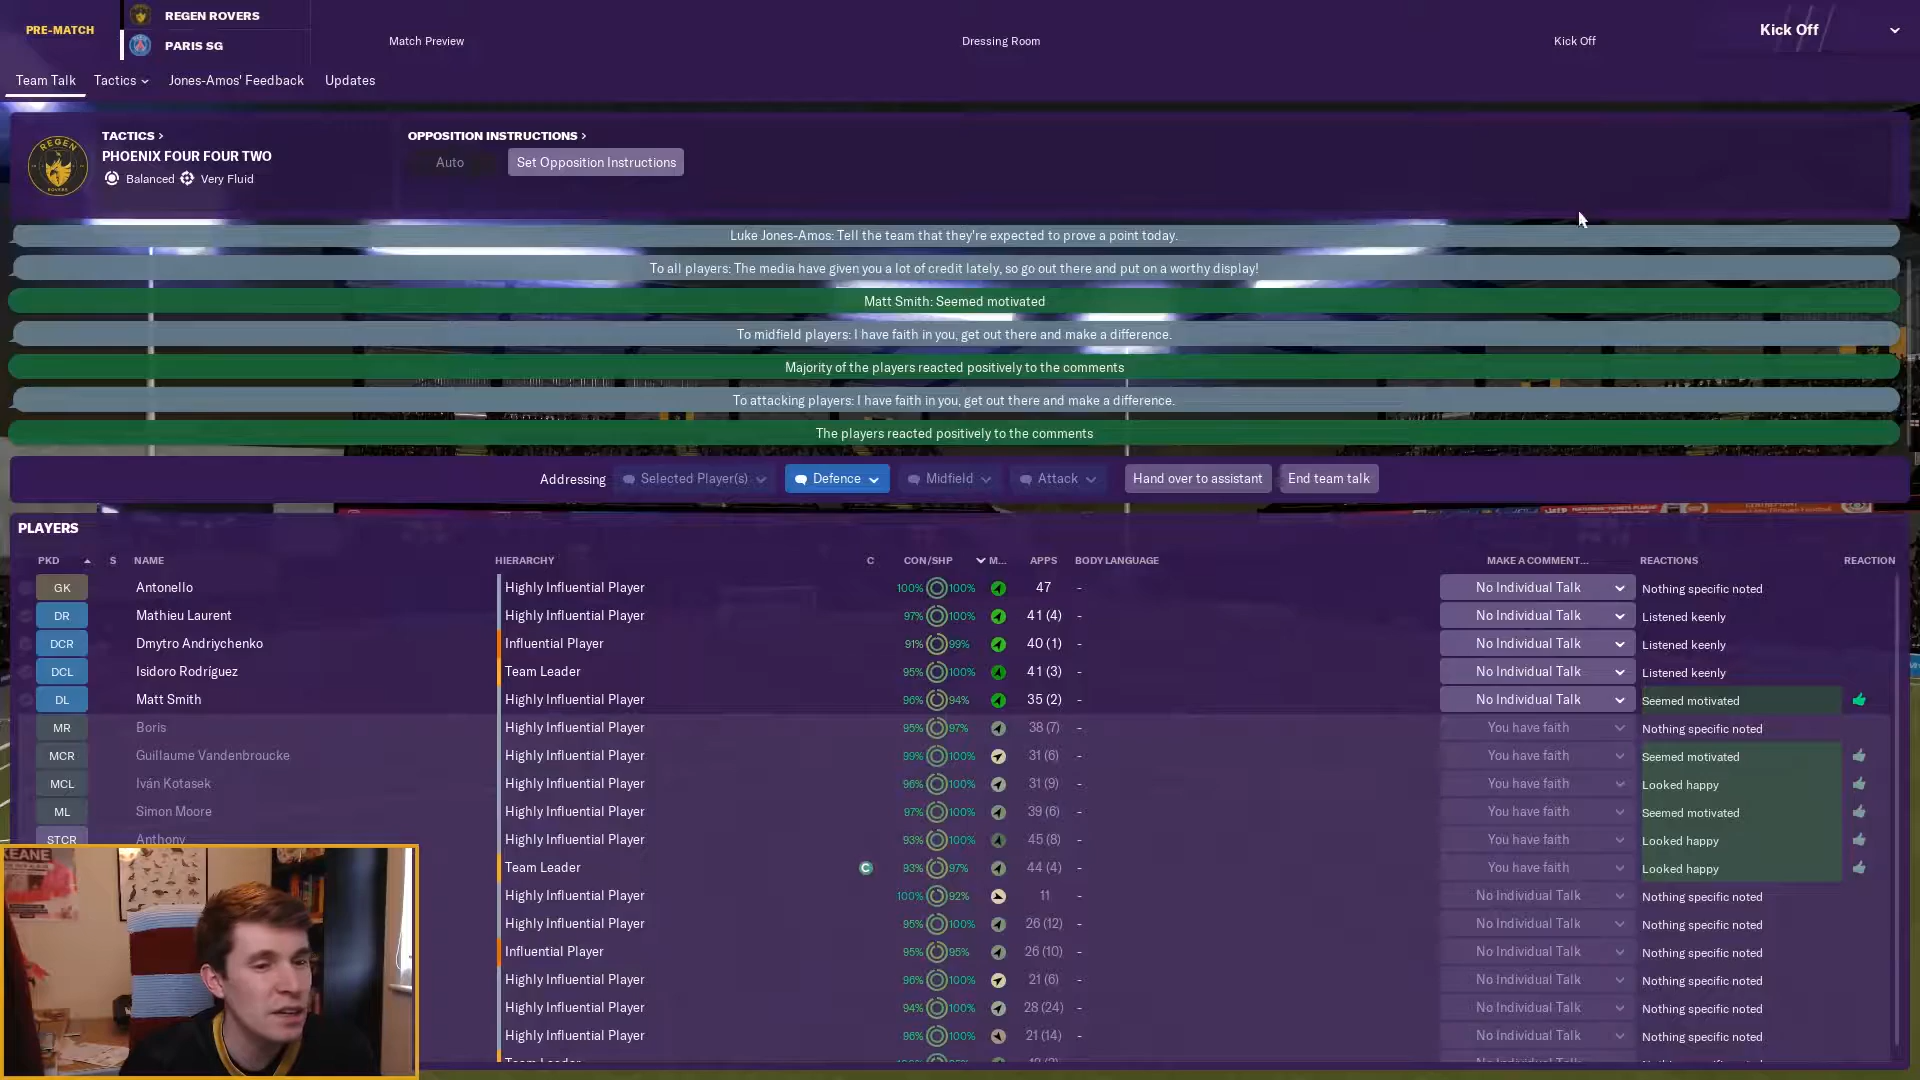 PRE-MATCH
REGEN ROVERS
PARIS SG
Match Preview
Dressing Room
Kick Off
Kick Off
Team Talk
Tactics
Jones-Amos' Feedback
Updates
REGEN
ROVERS
TACTICS >
PHOENIX FOUR FOUR TWO
Balanced
Very Fluid
OPPOSITION INSTRUCTIONS >
Auto
Set Opposition Instructions
Luke Jones-Amos: Tell the team that they're expected to prove a point today.
To all players: The media have given you a lot of credit lately, so go out there and put on a worthy display!
Matt Smith: Seemed motivated
To midfield players: I have faith in you, get out there and make a difference.
Majority of the players reacted positively to the comments
To attacking players: I have faith in you, get out there and make a difference.
The players reacted positively to the comments
Addressing
Selected Player(s)
Defence
Midfield
Attack
Hand over to assistant
End team talk
PLAYERS
PKD S NAME HIERARCHY C CON/SHP M... APPS BODY LANGUAGE MAKE A COMMENT... REACTIONS REACTION
GK Antonello Highly Influential Player 100% 100% 47 - No Individual Talk Nothing specific noted
DR Mathieu Laurent Highly Influential Player 97% 100% 41 (4) - No Individual Talk Listened keenly
DCR Dmytro Andriychenko Influential Player 91% 99% 40 (1) - No Individual Talk Listened keenly
DCL Isidoro Rodríguez Team Leader 95% 100% 41 (3) - No Individual Talk Listened keenly
DL Matt Smith Highly Influential Player 96% 94% 35 (2) - No Individual Talk Seemed motivated
MR Boris Highly Influential Player 95% 97% 38 (7) - You have faith Nothing specific noted
MCR Guillaume Vandenbroucke Highly Influential Player 99% 100% 31 (6) - You have faith Seemed motivated
MCL Iván Kotasek Highly Influential Player 96% 100% 31 (9) - You have faith Looked happy
ML Simon Moore Highly Influential Player 97% 100% 39 (6) - You have faith Seemed motivated
STCR Anthony Highly Influential Player 93% 100% 45 (8) - You have faith Looked happy
Team Leader C 93% 97% 44 (4) - You have faith Looked happy
Highly Influential Player 100% 92% 11 - No Individual Talk Nothing specific noted
Highly Influential Player 95% 100% 26 (12) - No Individual Talk Nothing specific noted
Influential Player 95% 95% 26 (10) - No Individual Talk Nothing specific noted
Highly Influential Player 96% 100% 21 (6) - No Individual Talk Nothing specific noted
Highly Influential Player 94% 100% 28 (24) - No Individual Talk Nothing specific noted
Highly Influential Player 96% 100% 21 (14) - No Individual Talk Nothing specific noted
KEANE